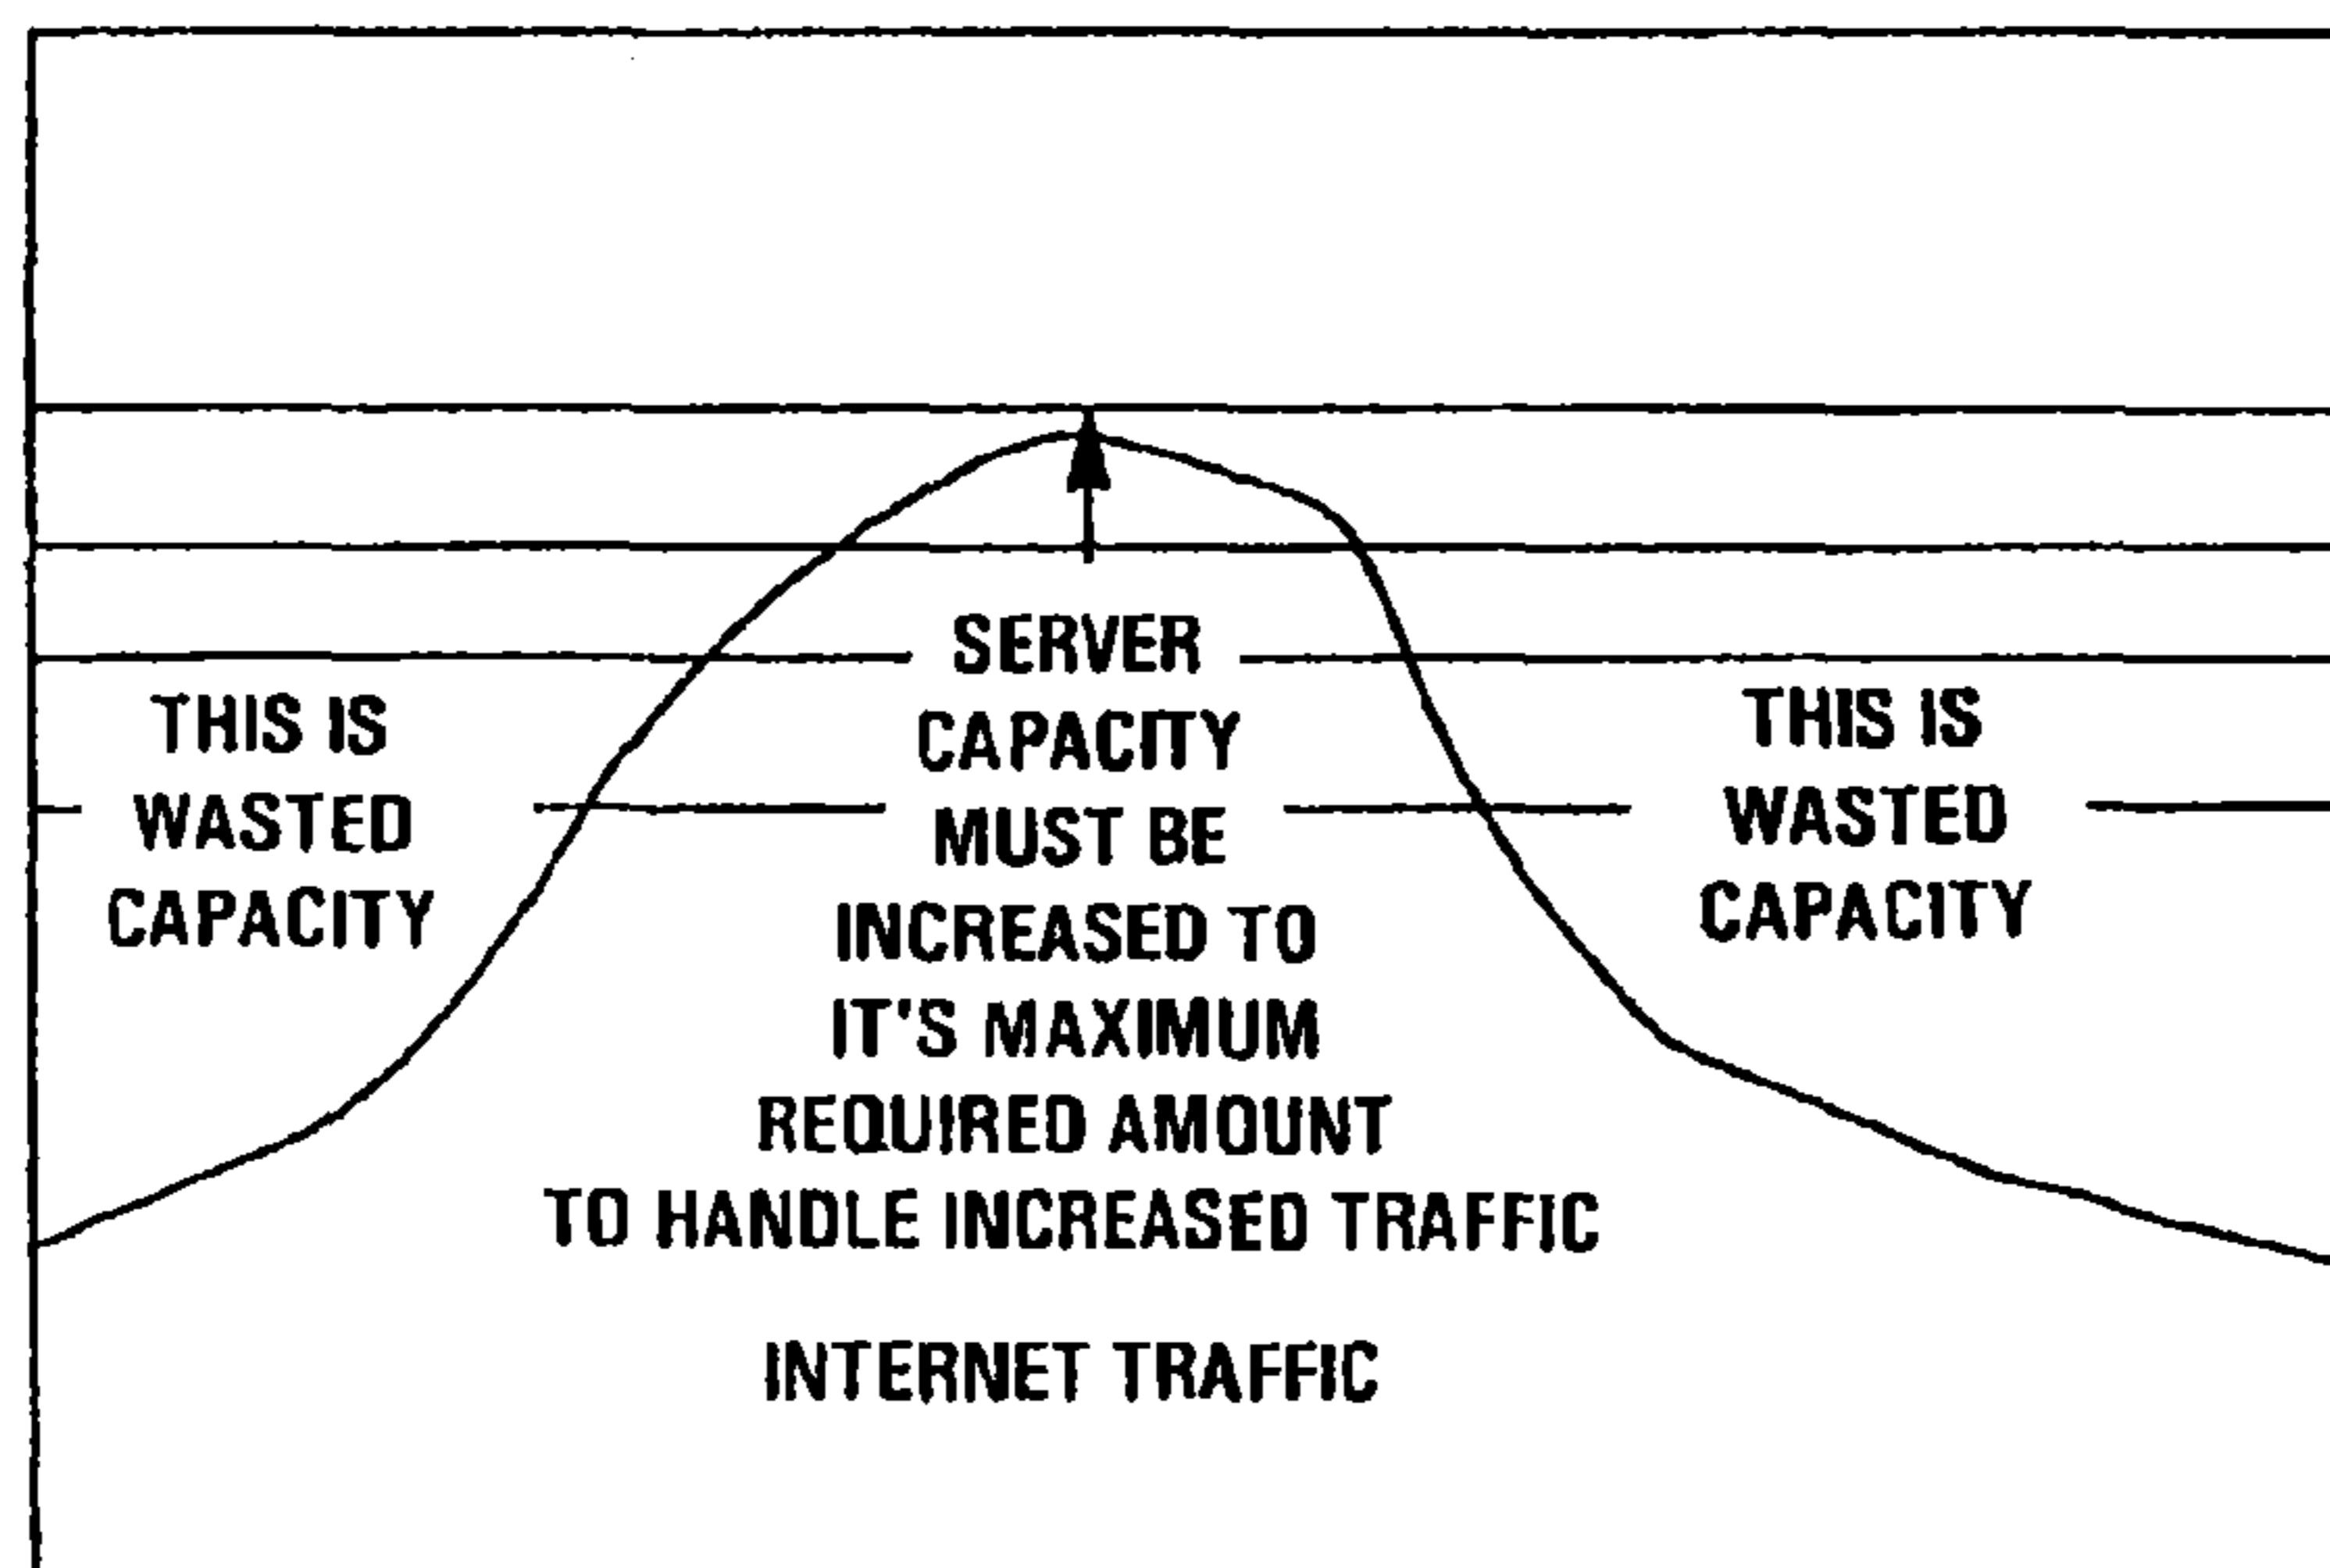 THIS IS
WASTED
CAPACITY
SERVER
CAPACITY
MUST BE
INCREASED TO
IT'S MAXIMUM
REQUIRED AMOUNT
TO HANDLE INCREASED TRAFFIC
THIS IS
WASTED
CAPACITY
INTERNET TRAFFIC